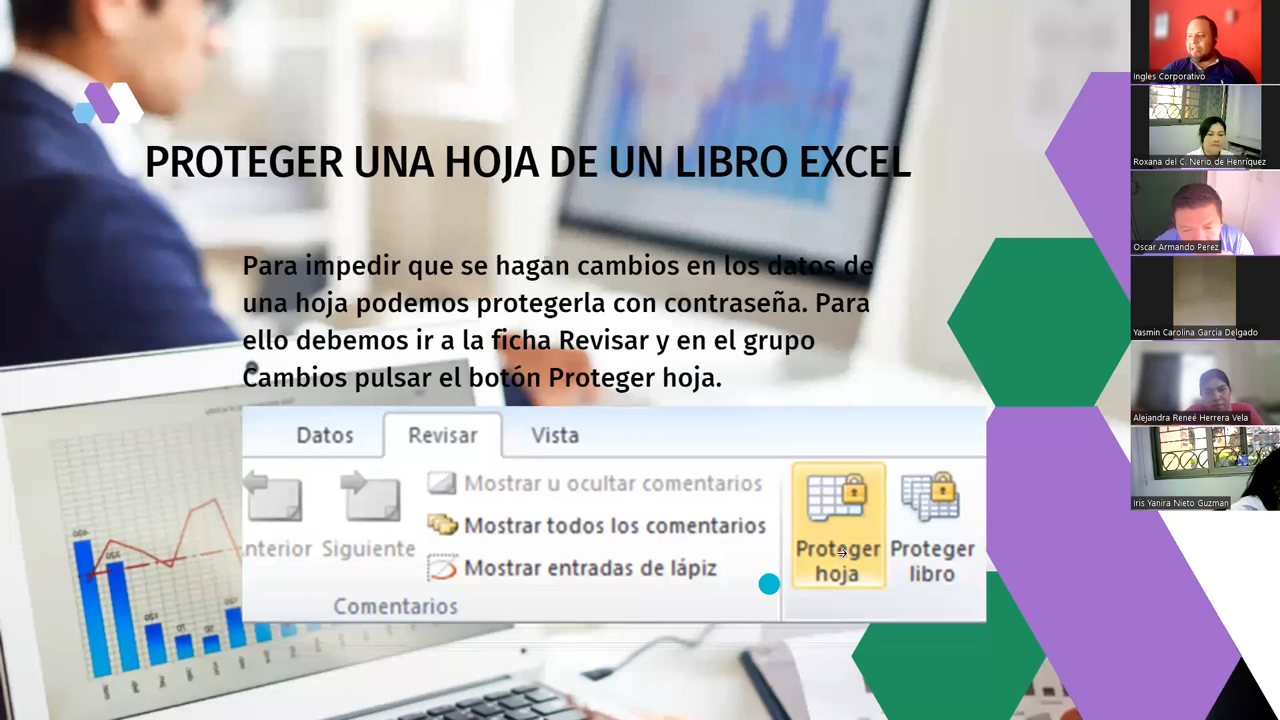 PROTEGER UNA HOJA DE UN LIBRO EXCEL
Para impedir que se hagan cambios en los datos de
una hoja podemos protegerla con contraseña. Para
ello debemos ir a la ficha Revisar y en el grupo
Cambios pulsar el botón Proteger hoja.
Datos Revisar Vista
Mostrar u ocultar comentarios
Mostrar todos los comentarios
nterior Siguiente
Mostrar entradas de lápiz
Comentarios
Proteger
hoja
Proteger
libro
Ingles Corporativo
Roxana del C. Nerio de Henríquez
Oscar Armando Perez
Yasmin Carolina Garcia Delgado
Alejandra Reneé Herrera Vela
Iris Yanira Nieto Guzman